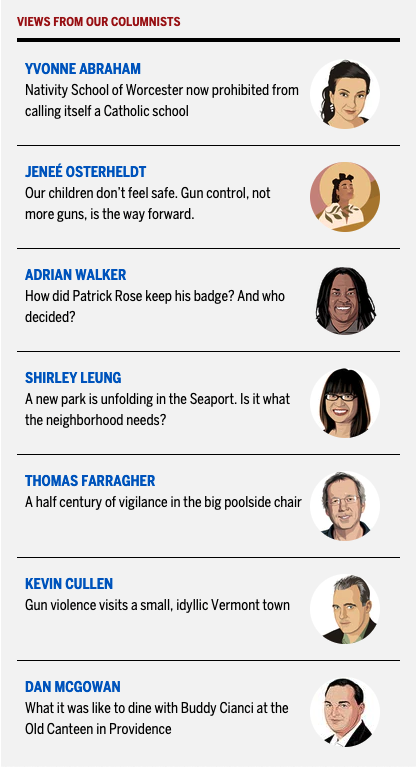 VIEWS FROM OUR COLUMNISTS
YVONNE ABRAHAM
Nativity School of Worcester now prohibited from
calling itself a Catholic school
JENEÉ OSTERHELDT
Our children don't feel safe. Gun control, not
more guns, is the way forward.
ADRIAN WALKER
How did Patrick Rose keep his badge? And who
decided?
SHIRLEY LEUNG
A new park is unfolding in the Seaport. Is it what
the neighborhood needs?
THOMAS FARRAGHER
A half century of vigilance in the big poolside chair
KEVIN CULLEN
Gun violence visits a small, idyllic Vermont town
DAN MCGOWAN
What it was like to dine with Buddy Cianci at the
Old Canteen in Providence